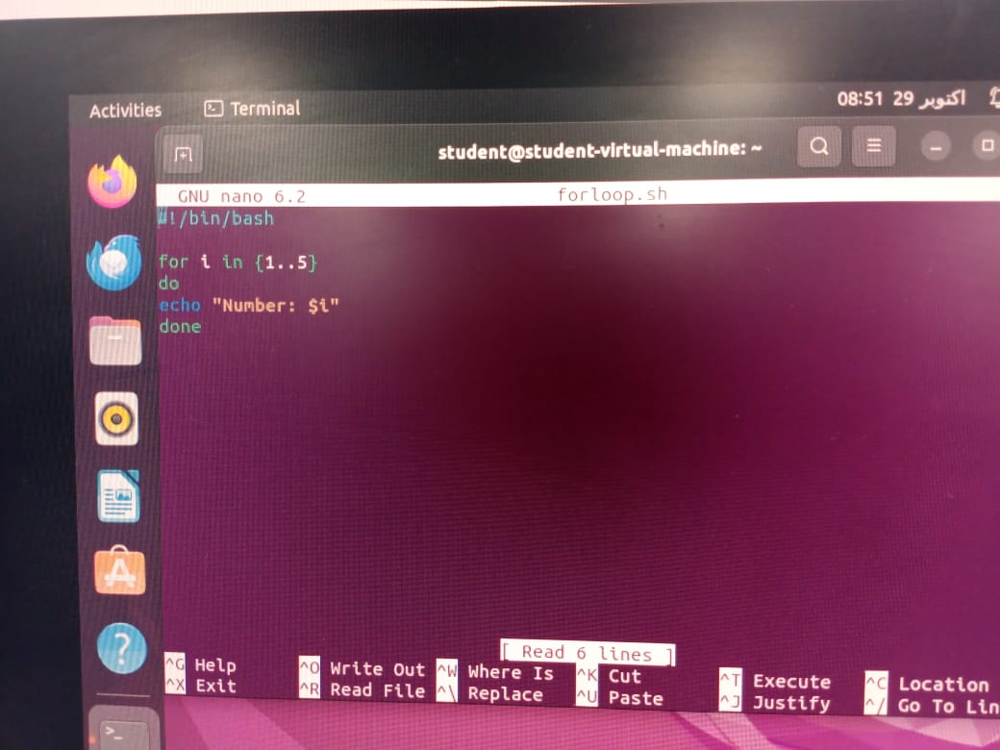 Activities Terminal 08:51 29 اكتوبر
student@student-virtual-machine: ~
GNU nano 6.2 forloop.sh
#!/bin/bash
for i in {1..5}
do
echo "Number: $i"
done
[ Read 6 lines ]
^G Help ^O Write Out ^W Where Is ^K Cut ^T Execute ^C Location
^X Exit ^R Read File ^\ Replace ^U Paste ^J Justify ^/ Go To Lin